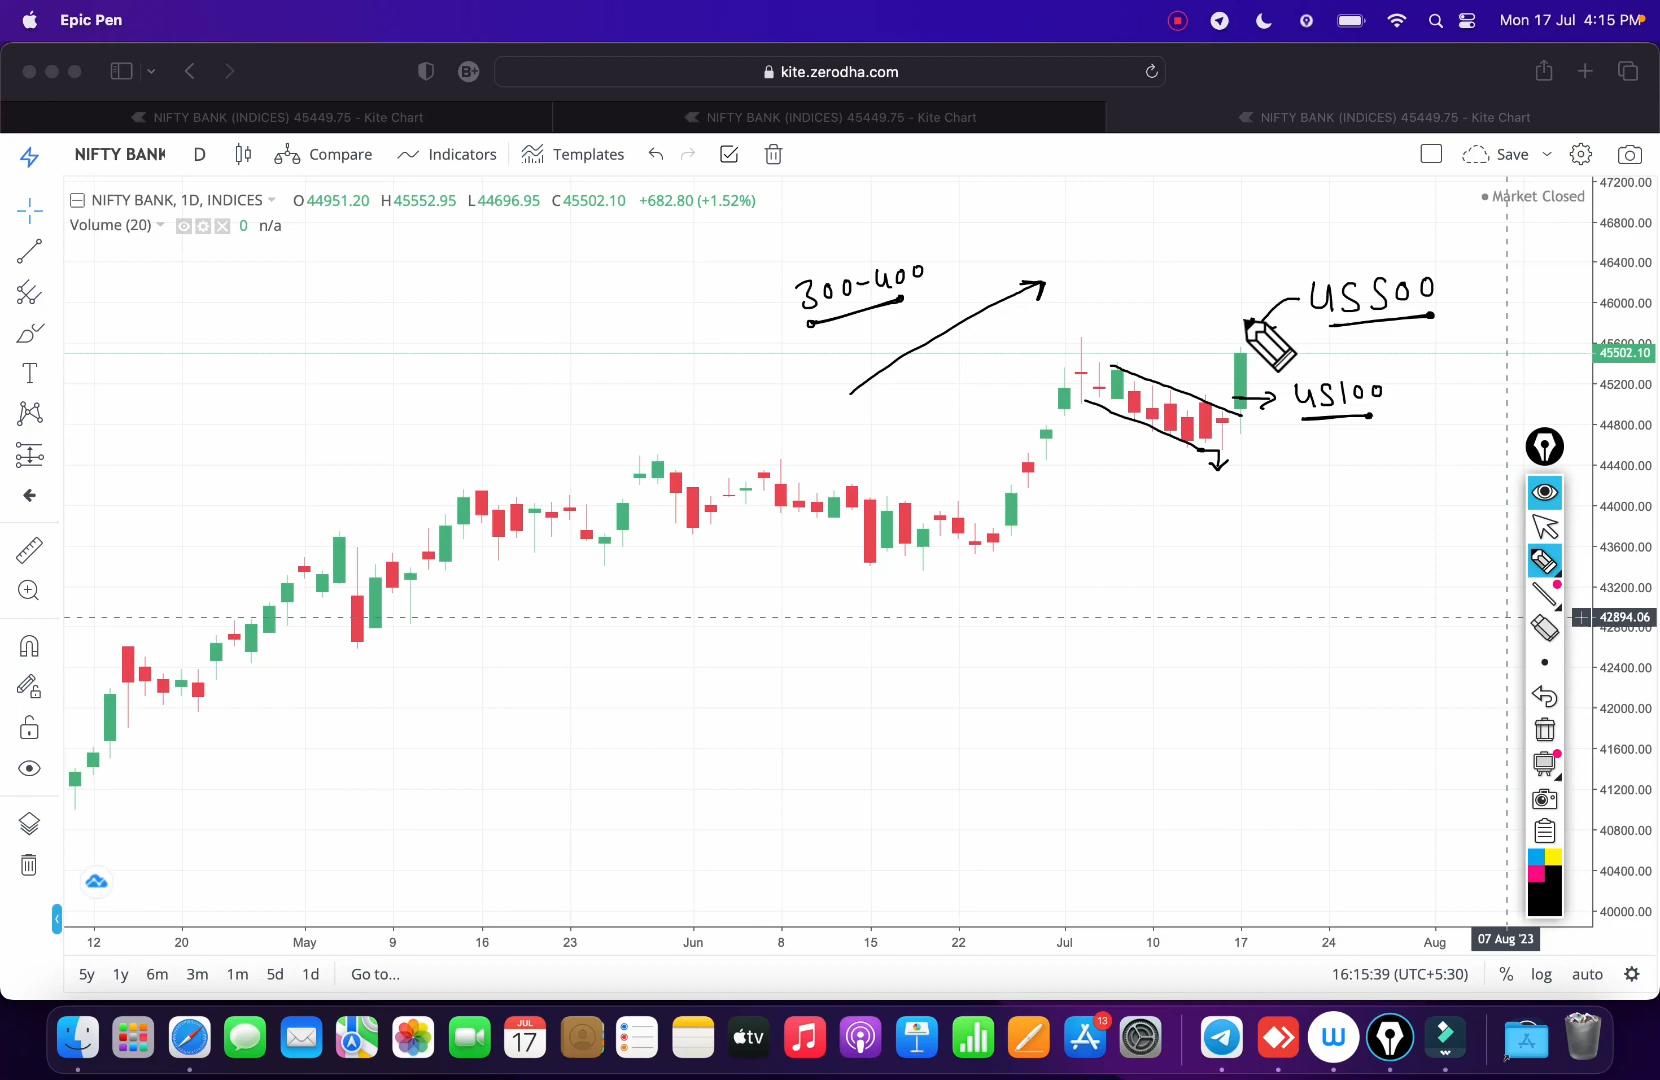 Epic Pen
Mon 17 Jul 4:15 PM
kite.zerodha.com
NIFTY BANK (INDICES) 45449.75 - Kite Chart
NIFTY BANK (INDICES) 45449.75 - Kite Chart
NIFTY BANK (INDICES) 45449.75 - Kite Chart
NIFTY BANK D Compare Indicators Templates Save
NIFTY BANK, 1D, INDICES O44951.20 H45552.95 L44696.95 C45502.10 +682.80 (+1.52%)
Volume (20) 0 n/a
Market Closed
300-400
45500
45100
47200.00
46800.00
46400.00
46000.00
45502.10
45200.00
44800.00
44400.00
44000.00
43600.00
43200.00
42894.06
42400.00
42000.00
41600.00
41200.00
40800.00
40400.00
40000.00
12 20 May 9 16 23 Jun 8 15 22 Jul 10 17 24 Aug 07 Aug '23
5y 1y 6m 3m 1m 5d 1d Go to... 16:15:39 (UTC+5:30) % log auto
JUL
17
tv
13
W